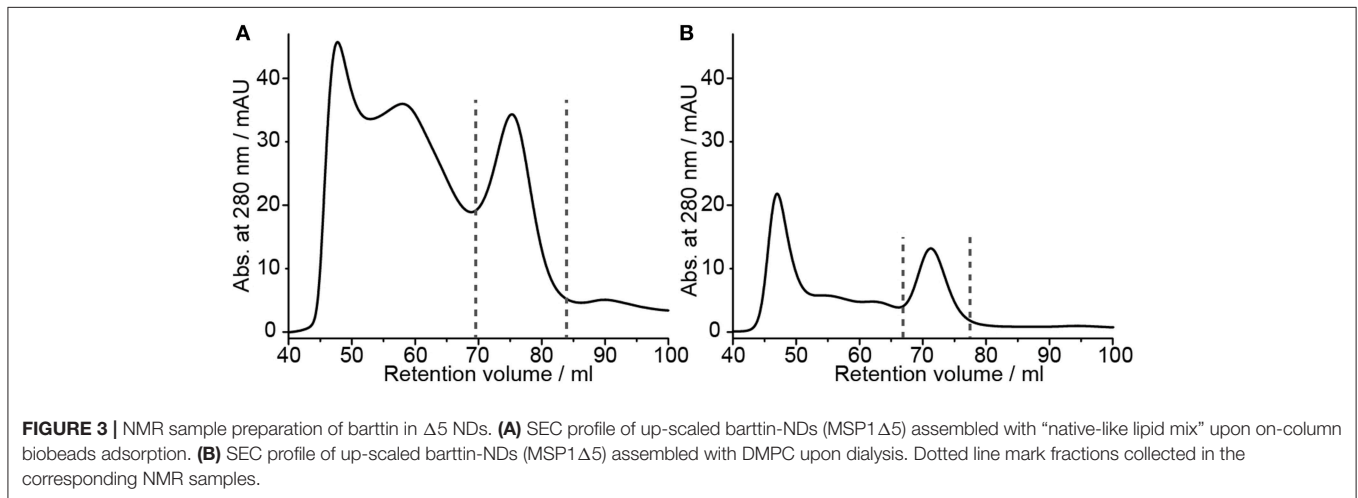 A
Abs. at 280 nm / mAU
40
30
20
10
0
40 50 60 70 80 90 100
Retention volume / ml
B
Abs. at 280 nm / mAU
40
30
20
10
0
40 50 60 70 80 90 100
Retention volume / ml
FIGURE 3 | NMR sample preparation of barttin in Δ5 NDs. (A) SEC profile of up-scaled barttin-NDs (MSP1Δ5) assembled with “native-like lipid mix” upon on-column
biobeads adsorption. (B) SEC profile of up-scaled barttin-NDs (MSP1Δ5) assembled with DMPC upon dialysis. Dotted line mark fractions collected in the
corresponding NMR samples.